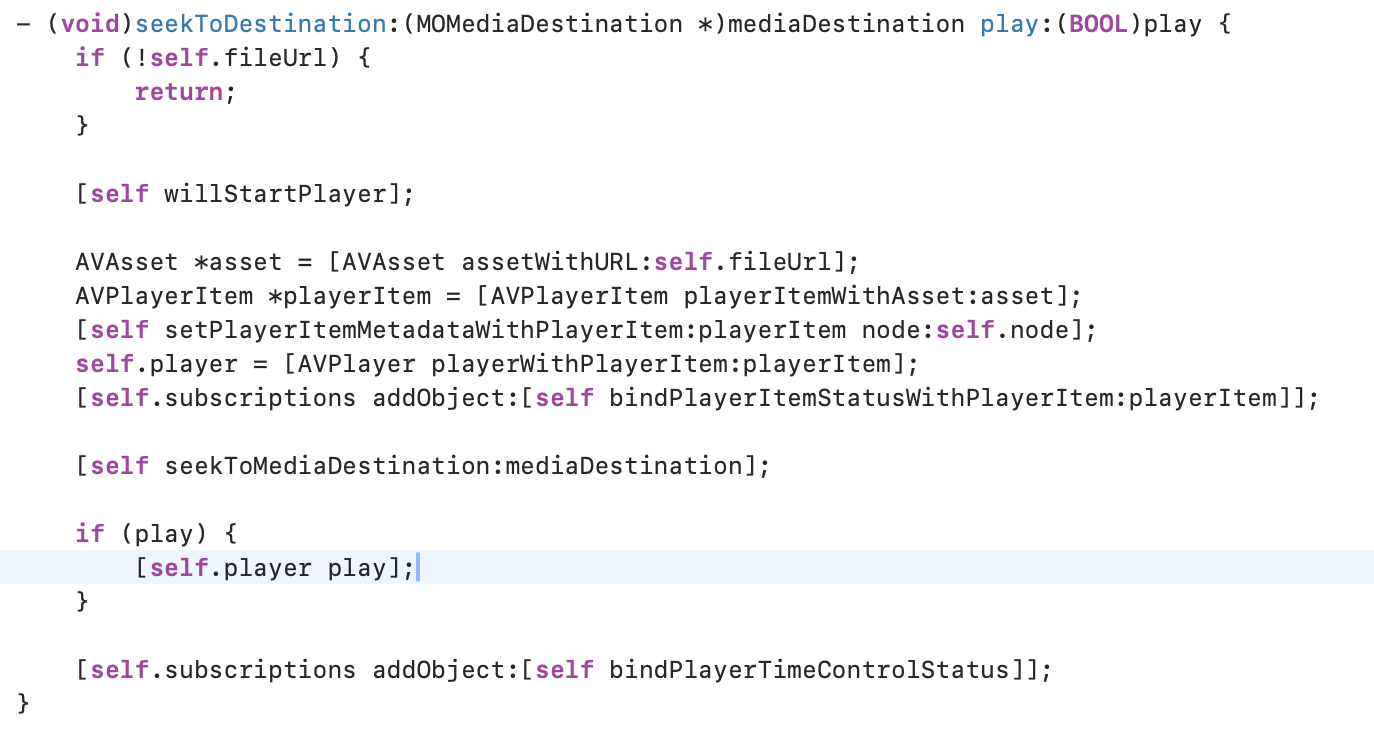 - (void)seekToDestination:(MOMediaDestination *)mediaDestination play:(BOOL)play {
    if (!self.fileUrl) {
        return;
    }

    [self willStartPlayer];

    AVAsset *asset = [AVAsset assetWithURL:self.fileUrl];
    AVPlayerItem *playerItem = [AVPlayerItem playerItemWithAsset:asset];
    [self setPlayerItemMetadataWithPlayerItem:playerItem node:self.node];
    self.player = [AVPlayer playerWithPlayerItem:playerItem];
    [self.subscriptions addObject:[self bindPlayerItemStatusWithPlayerItem:playerItem]];

    [self seekToMediaDestination:mediaDestination];

    if (play) {
        [self.player play];
    }

    [self.subscriptions addObject:[self bindPlayerTimeControlStatus]];
}